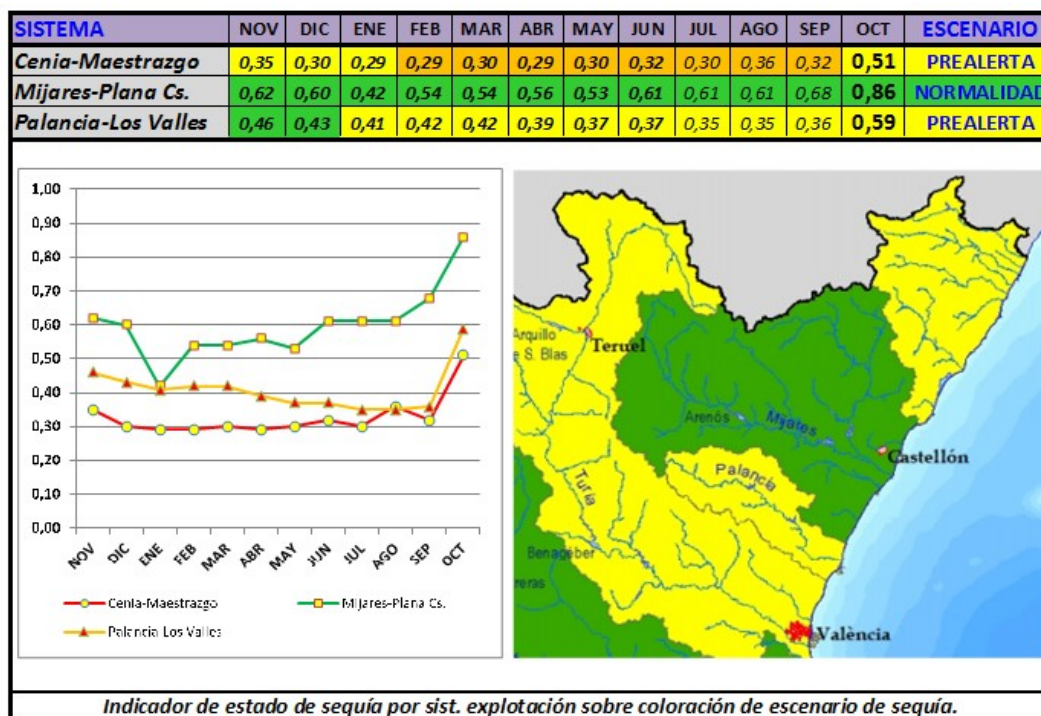 SISTEMA NOV DIC ENE FEB MAR ABR MAY JUN JUL AGO SEP OCT ESCENARIO
Cenia-Maestrazgo 0,35 0,30 0,29 0,29 0,30 0,29 0,30 0,32 0,30 0,36 0,32 0,51 PREALERTA
Mijares-Plana Cs. 0,62 0,60 0,42 0,54 0,54 0,56 0,53 0,61 0,61 0,61 0,68 0,86 NORMALIDAD
Palancia-Los Valles 0,46 0,43 0,41 0,42 0,42 0,39 0,37 0,37 0,35 0,35 0,36 0,59 PREALERTA
1,00
0,90
0,80
0,70
0,60
0,50
0,40
0,30
0,20
0,10
0,00
NOV DIC ENE FEB MAR ABR MAY JUN JUL AGO SEP OCT
Cenia-Maestrazgo Mijares-Plana Cs.
Palancia-Los Valles
Arquillo
S. Blas
Teruel
Arenós
Mijares
Castellón
Palancia
Turia
Benagéber
reras
València
Indicador de estado de sequía por sist. explotación sobre coloración de escenario de sequía.